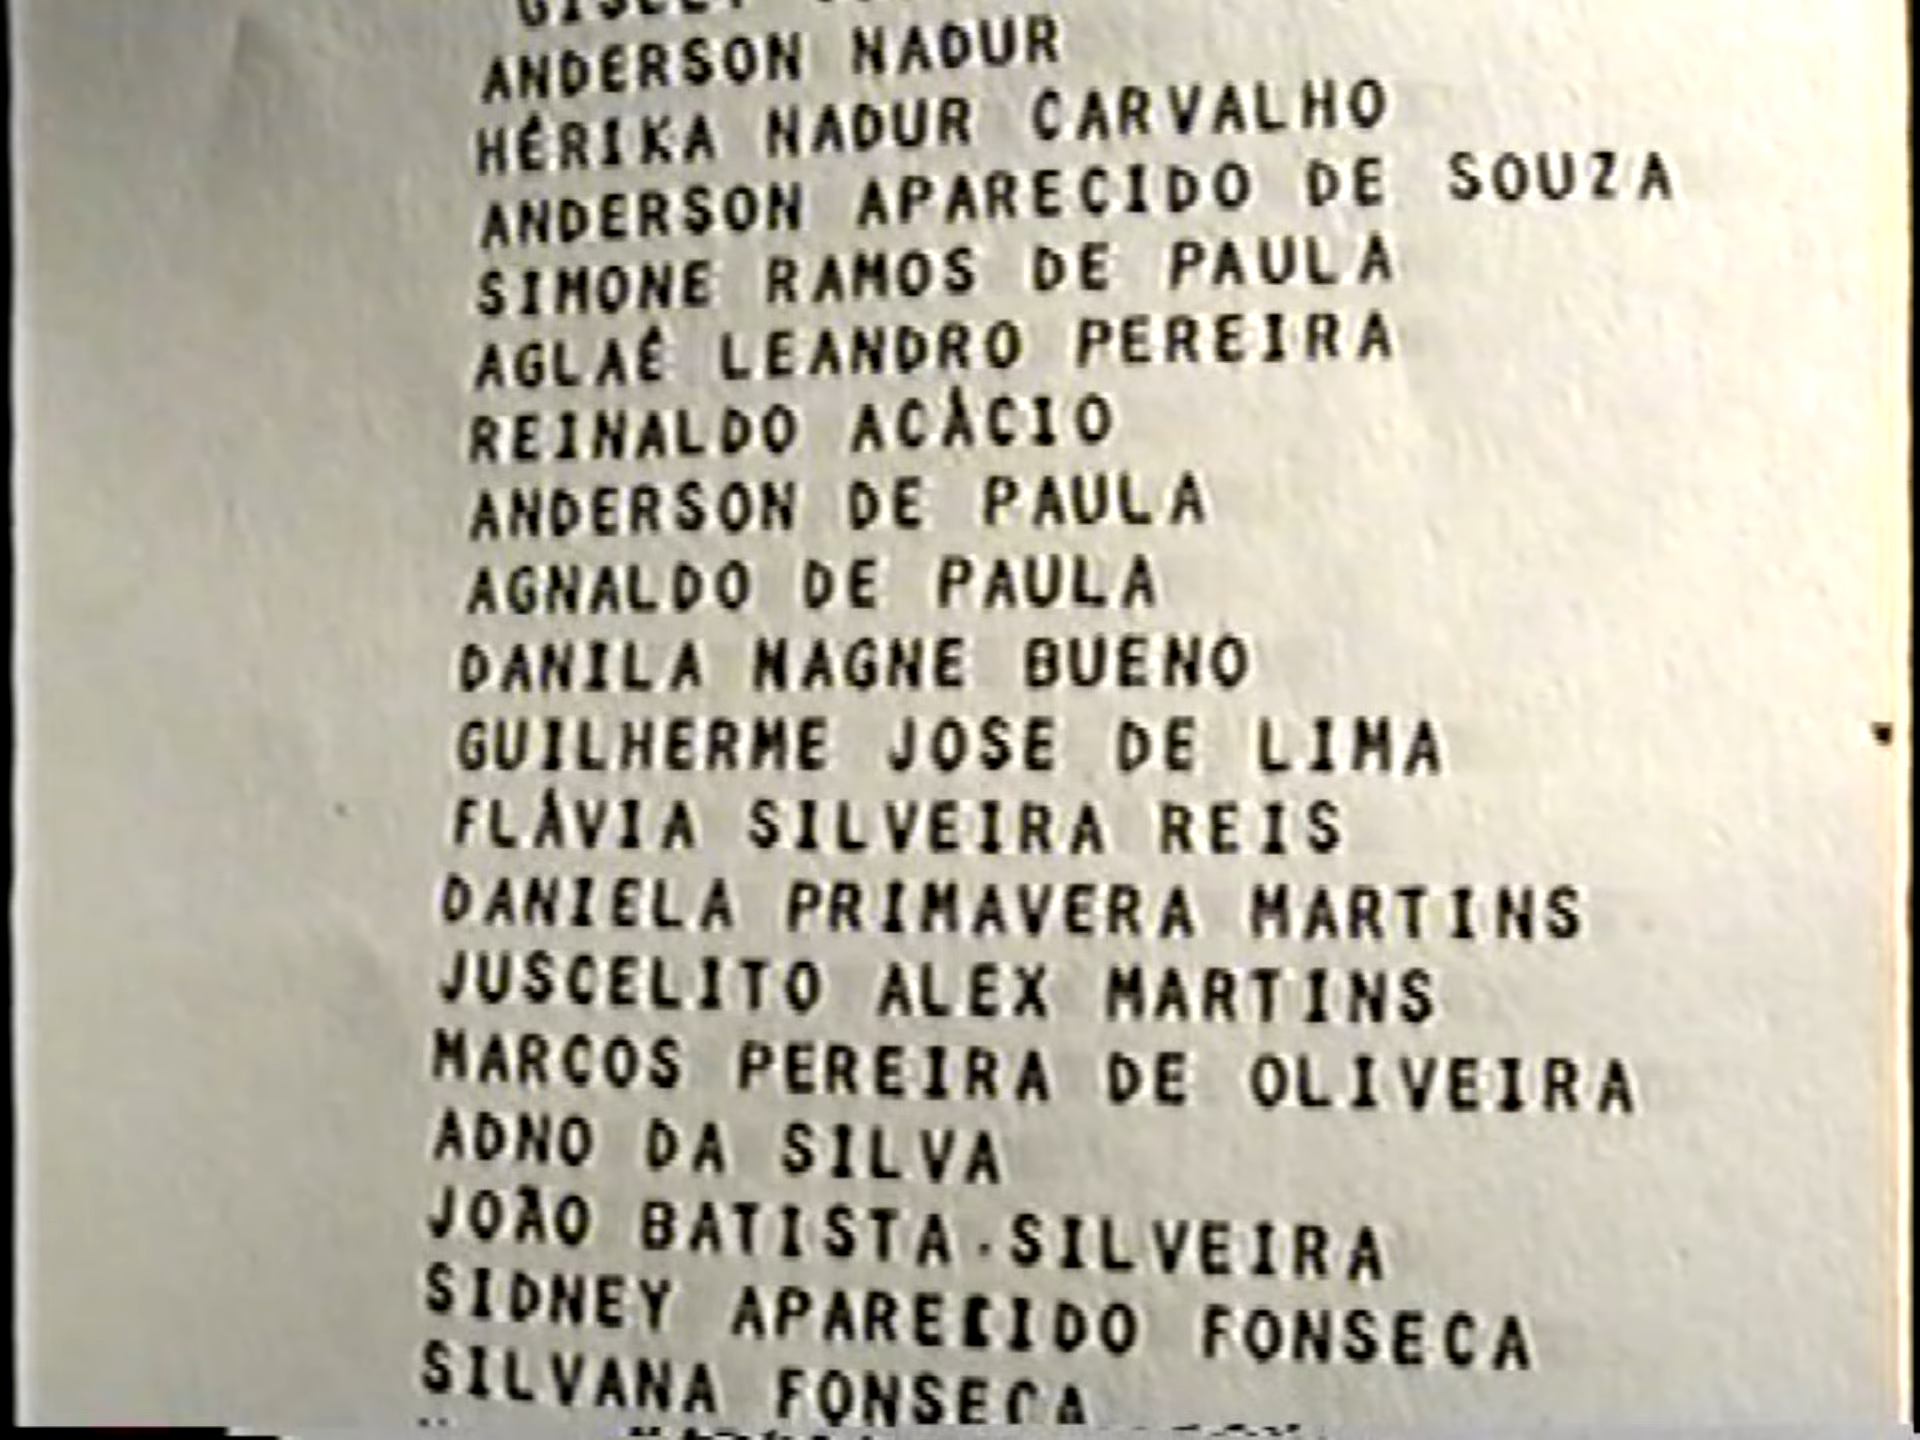 ANDERSON NADUR
HÉRIKA NADUR CARVALHO
ANDERSON APARECIDO DE SOUZA
SIMONE RAMOS DE PAULA
AGLAÉ LEANDRO PEREIRA
REINALDO ACÁCIO
ANDERSON DE PAULA
AGNALDO DE PAULA
DANILA MAGNE BUENO
GUILHERME JOSE DE LIMA
FLÁVIA SILVEIRA REIS
DANIELA PRIMAVERA MARTINS
JUSCELITO ALEX MARTINS
MARCOS PEREIRA DE OLIVEIRA
ADNO DA SILVA
JOÃO BATISTA SILVEIRA
SIDNEY APARECIDO FONSECA
SILVANA FONSECA